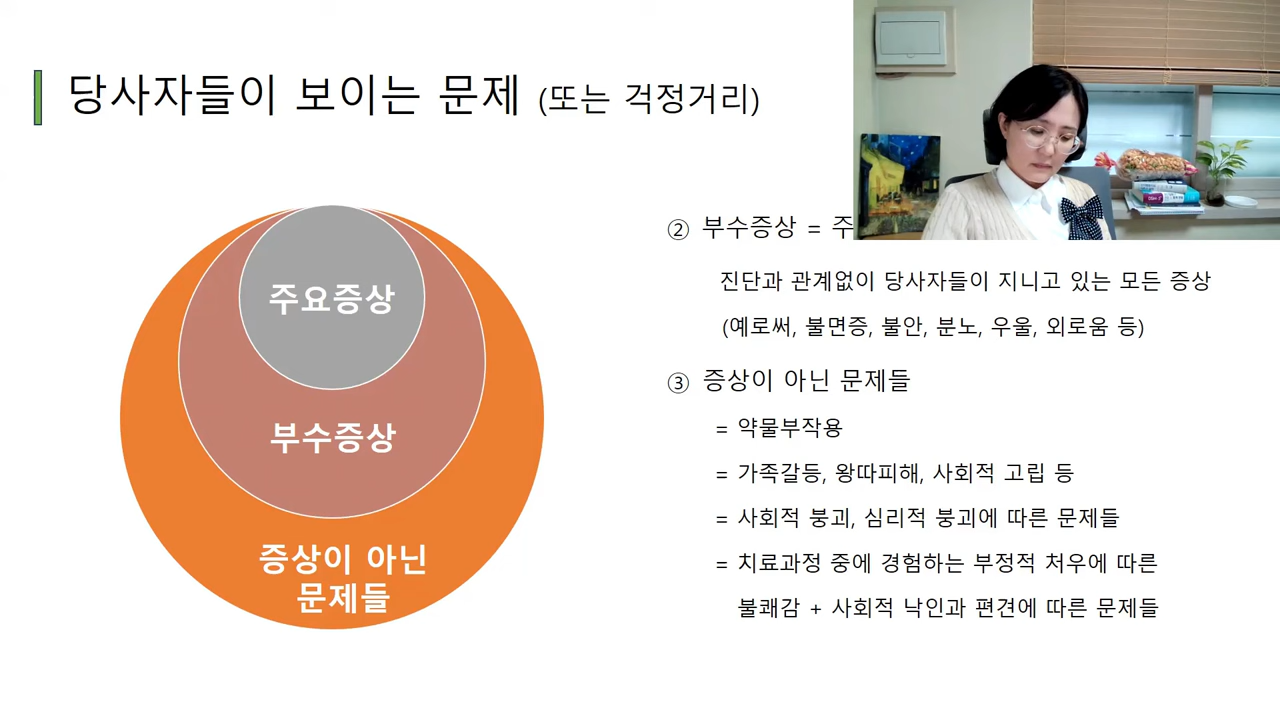 당사자들이 보이는 문제 (또는 걱정거리)
주요증상
부수증상
증상이 아닌
문제들
② 부수증상 = 주
진단과 관계없이 당사자들이 지니고 있는 모든 증상
(예로써, 불면증, 불안, 분노, 우울, 외로움 등)
③ 증상이 아닌 문제들
= 약물부작용
= 가족갈등, 왕따피해, 사회적 고립 등
= 사회적 붕괴, 심리적 붕괴에 따른 문제들
= 치료과정 중에 경험하는 부정적 처우에 따른
불쾌감 + 사회적 낙인과 편견에 따른 문제들